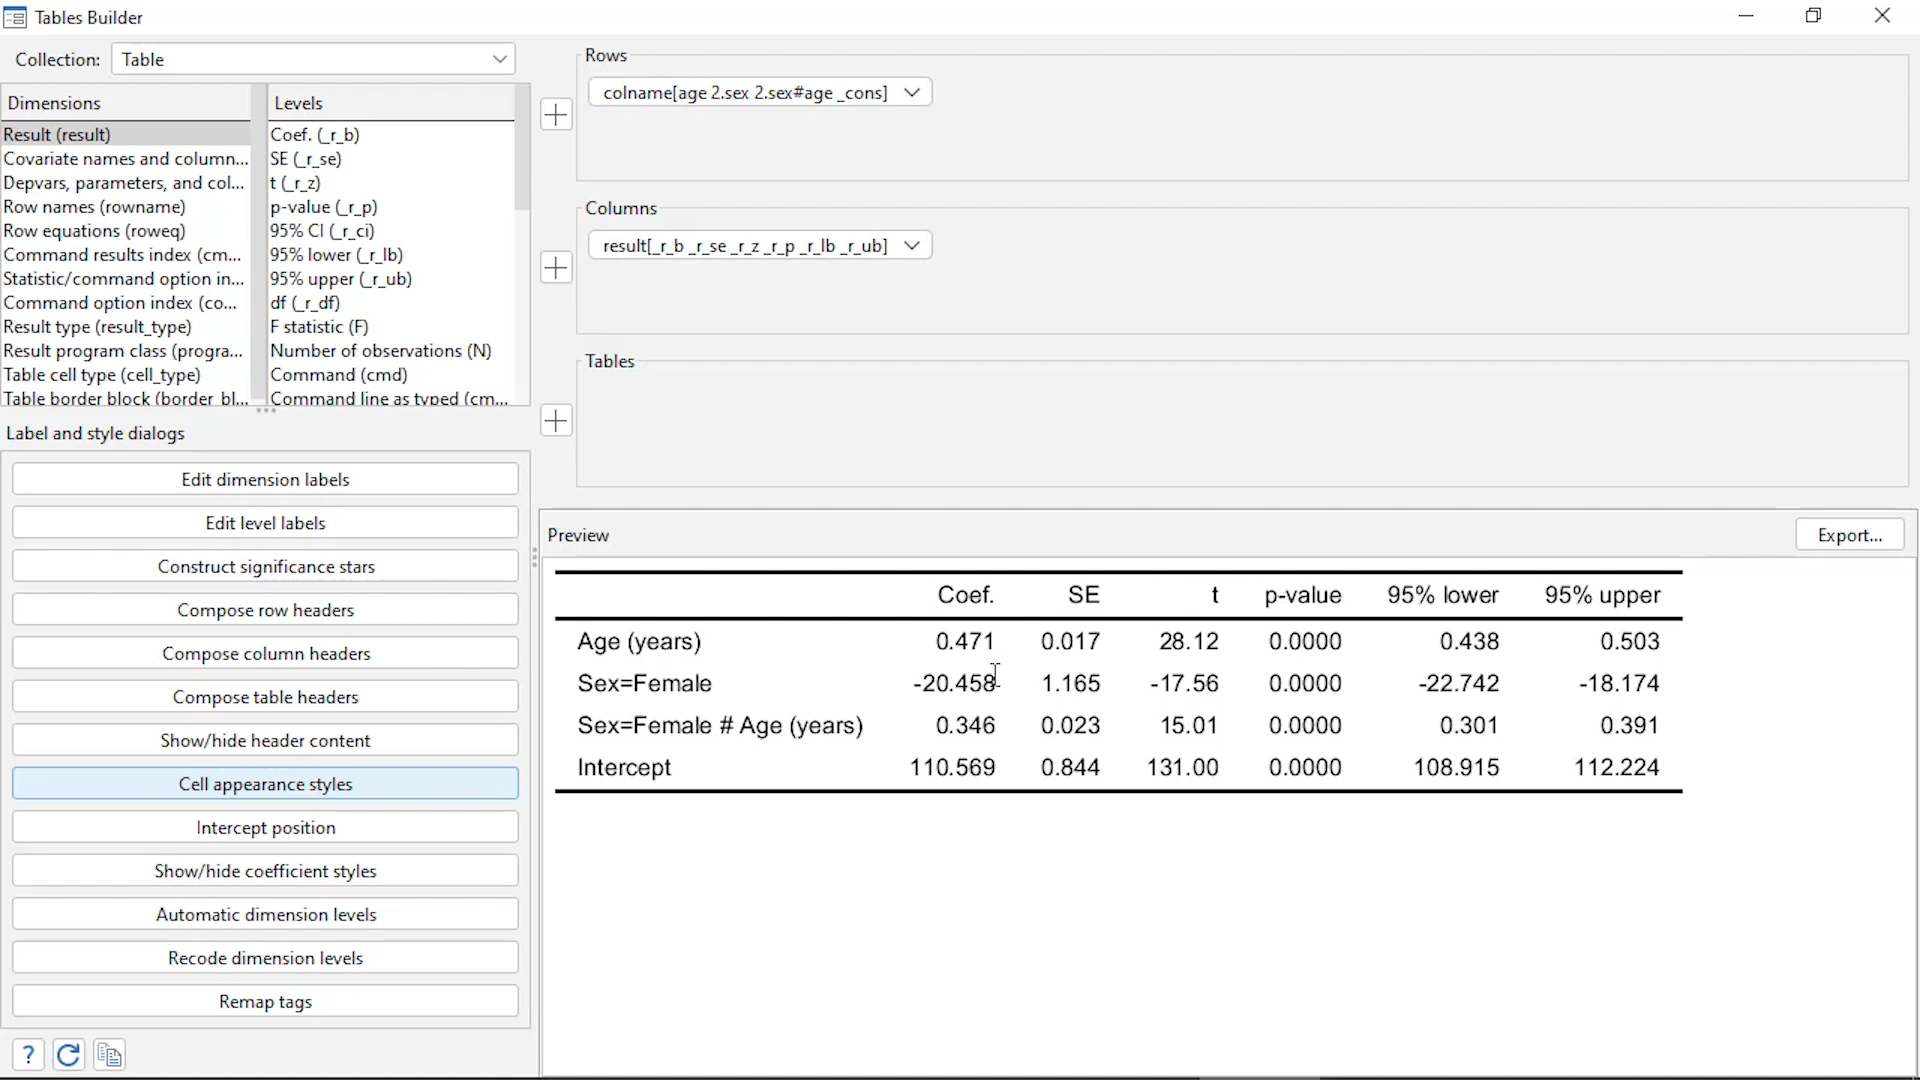 Tables Builder
Collection: Table
Dimensions
Result (result)
Covariate names and column...
Depvars, parameters, and col...
Row names (rowname)
Row equations (roweq)
Command results index (cm...
Statistic/command option in...
Command option index (co...
Result type (result_type)
Result program class (progra...
Table cell type (cell_type)
Table border block (border_bl...
Levels
Coef. (_r_b)
SE (_r_se)
t (_r_z)
p-value (_r_p)
95% CI (_r_ci)
95% lower (_r_lb)
95% upper (_r_ub)
df (_r_df)
F statistic (F)
Number of observations (N)
Command (cmd)
Command line as typed (cm...
Label and style dialogs
Edit dimension labels
Edit level labels
Construct significance stars
Compose row headers
Compose column headers
Compose table headers
Show/hide header content
Cell appearance styles
Intercept position
Show/hide coefficient styles
Automatic dimension levels
Recode dimension levels
Remap tags
?
Rows
colname[age 2.sex 2.sex#age _cons]
Columns
result[_r_b _r_se _r_z _r_p _r_lb _r_ub]
Tables
Preview
Export...
Coef. SE t p-value 95% lower 95% upper
Age (years) 0.471 0.017 28.12 0.0000 0.438 0.503
Sex=Female -20.458 1.165 -17.56 0.0000 -22.742 -18.174
Sex=Female # Age (years) 0.346 0.023 15.01 0.0000 0.301 0.391
Intercept 110.569 0.844 131.00 0.0000 108.915 112.224